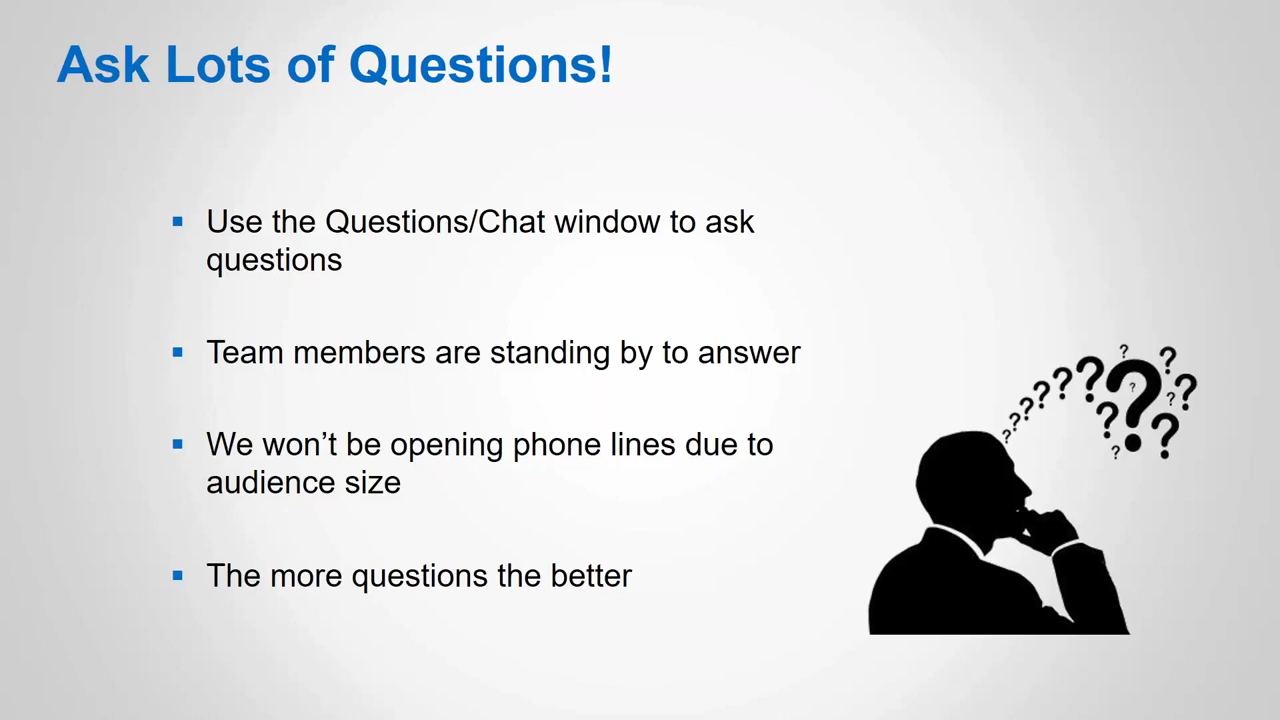 Ask Lots of Questions!
▪ Use the Questions/Chat window to ask
questions
▪ Team members are standing by to answer
▪ We won’t be opening phone lines due to
audience size
▪ The more questions the better